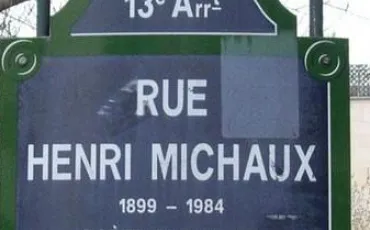 13e Arrt
RUE
HENRI MICHAUX
1899 - 1984